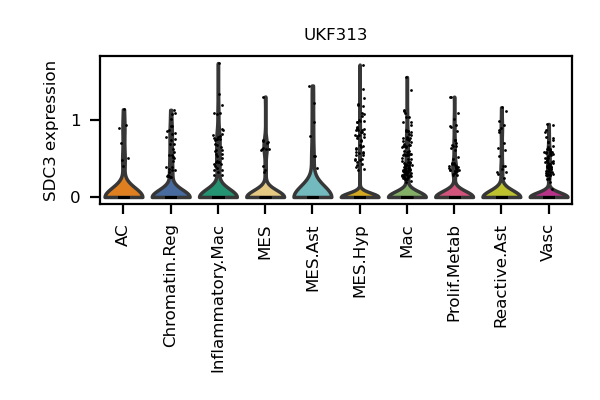 UKF313
SDC3 expression
1
0
AC
Chromatin.Reg
Inflammatory.Mac
MES
MES.Ast
MES.Hyp
Mac
Prolif.Metab
Reactive.Ast
Vasc